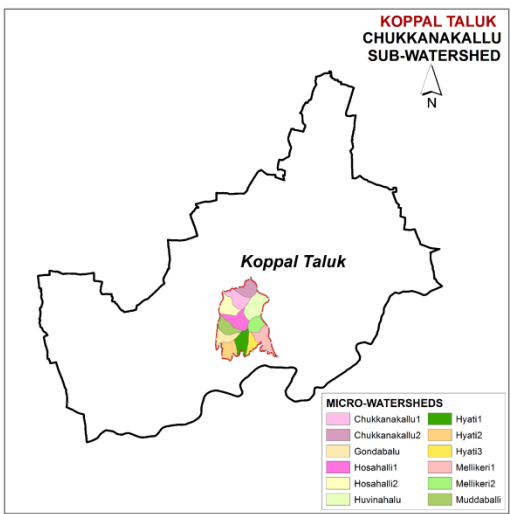 KOPPAL TALUK
CHUKKANAKALLU
SUB-WATERSHED
N
Koppal Taluk
MICRO-WATERSHEDS
Chukkanakallu1
Chukkanakallu2
Gondabalu
Hosahalli1
Hosahalli2
Huvinahalu
Hyati1
Hyati2
Hyati3
Mellikeri1
Mellikeri2
Muddaballi